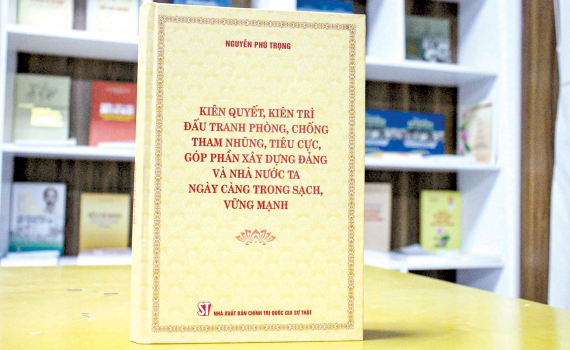 NGUYỄN PHÚ TRỌNG
KIÊN QUYẾT, KIÊN TRÌ
ĐẤU TRANH PHÒNG, CHỐNG
THAM NHŨNG, TIÊU CỰC,
GÓP PHẦN XÂY DỰNG ĐẢNG
VÀ NHÀ NƯỚC TA
NGÀY CÀNG TRONG SẠCH,
VỮNG MẠNH
ST
NHÀ XUẤT BẢN CHÍNH TRỊ QUỐC GIA SỰ THẬT